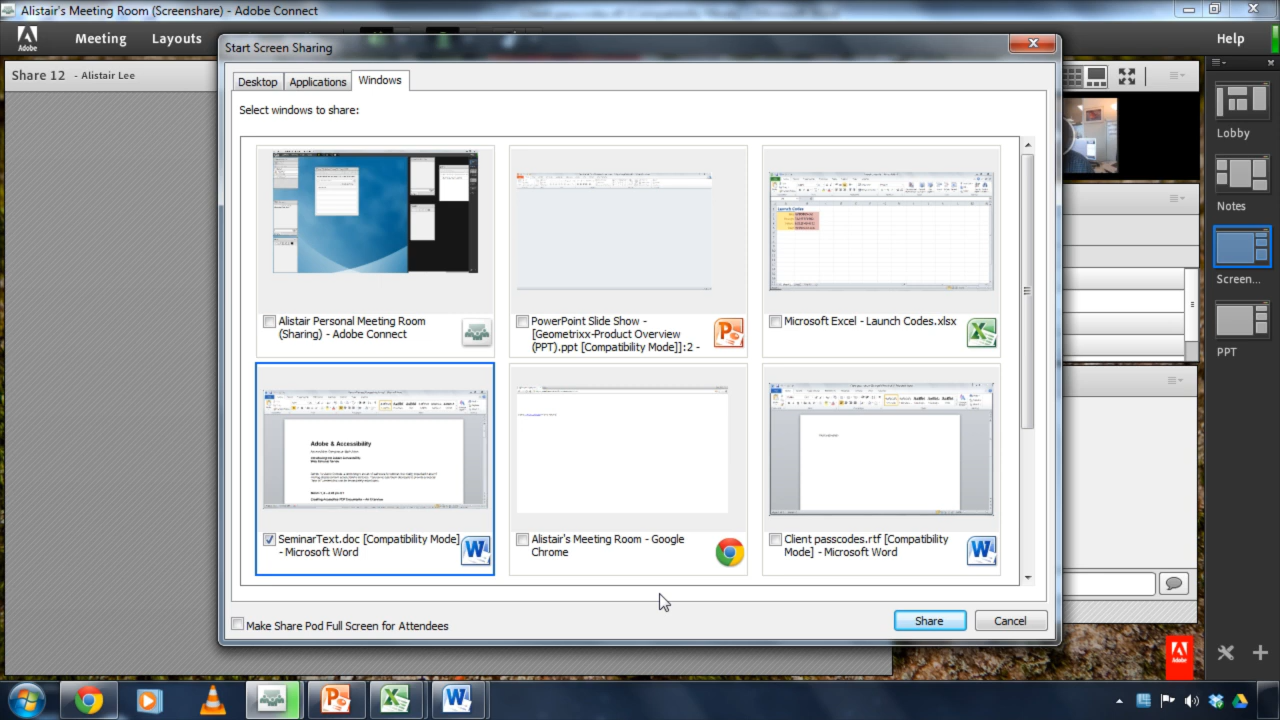 Alistair's Meeting Room (Screenshare) - Adobe Connect
Adobe
Meeting
Layouts
Help
Share 12 - Alistair Lee
Start Screen Sharing
Desktop
Applications
Windows
Select windows to share:
Launch Codes
Alistair Personal Meeting Room
(Sharing) - Adobe Connect
PowerPoint Slide Show -
[Geometrixx-Product Overview
(PPT).ppt [Compatibility Mode]]:2 -
Microsoft Excel - Launch Codes.xlsx
Adobe & Accessibility
SeminarText.doc [Compatibility Mode]
- Microsoft Word
Alistair's Meeting Room - Google
Chrome
Client passcodes.rtf [Compatibility
Mode] - Microsoft Word
Make Share Pod Full Screen for Attendees
Share
Cancel
Lobby
Notes
Screen...
PPT
Adobe